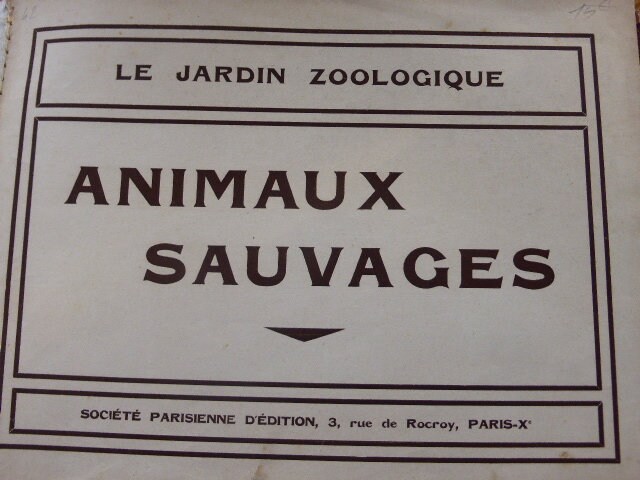 LE JARDIN ZOOLOGIQUE
ANIMAUX
SAUVAGES
SOCIÉTÉ PARISIENNE D'ÉDITION, 3, rue de Rocroy, PARIS-Xe